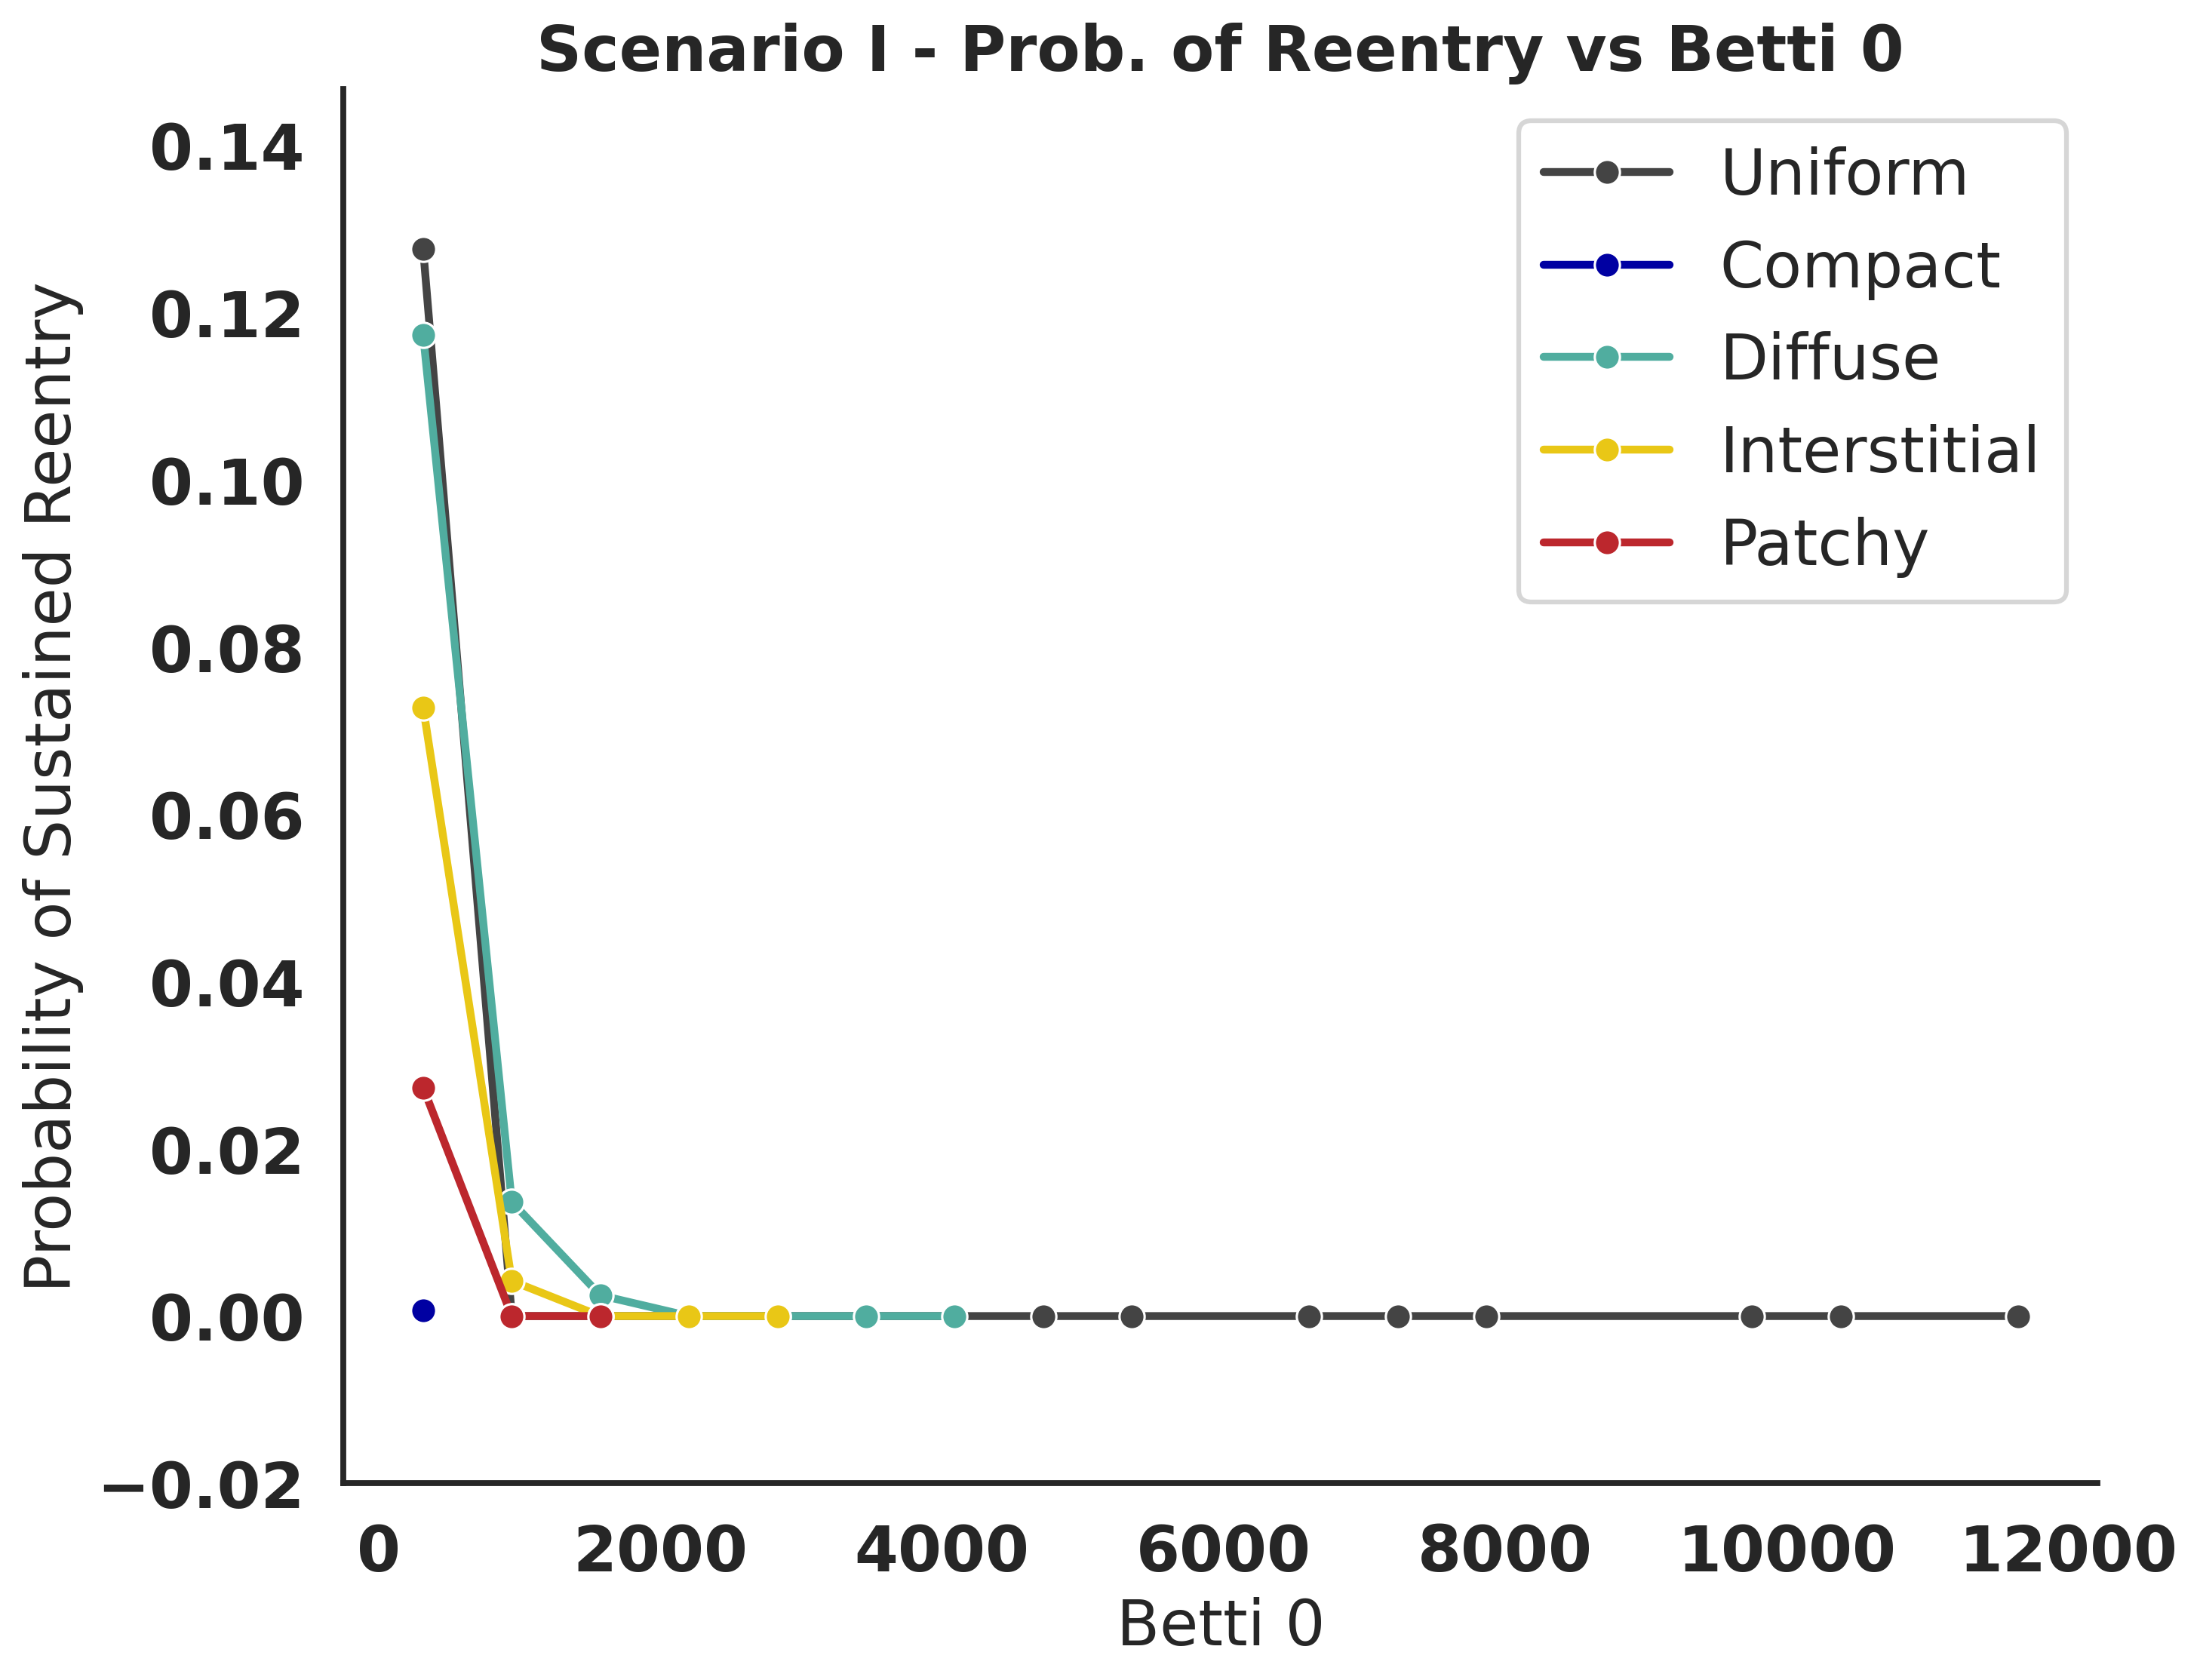 Scenario I - Prob. of Reentry vs Betti 0
Probability of Sustained Reentry
0.14
0.12
0.10
0.08
0.06
0.04
0.02
0.00
−0.02
Uniform
Compact
Diffuse
Interstitial
Patchy
0 2000 4000 6000 8000 10000 12000
Betti 0